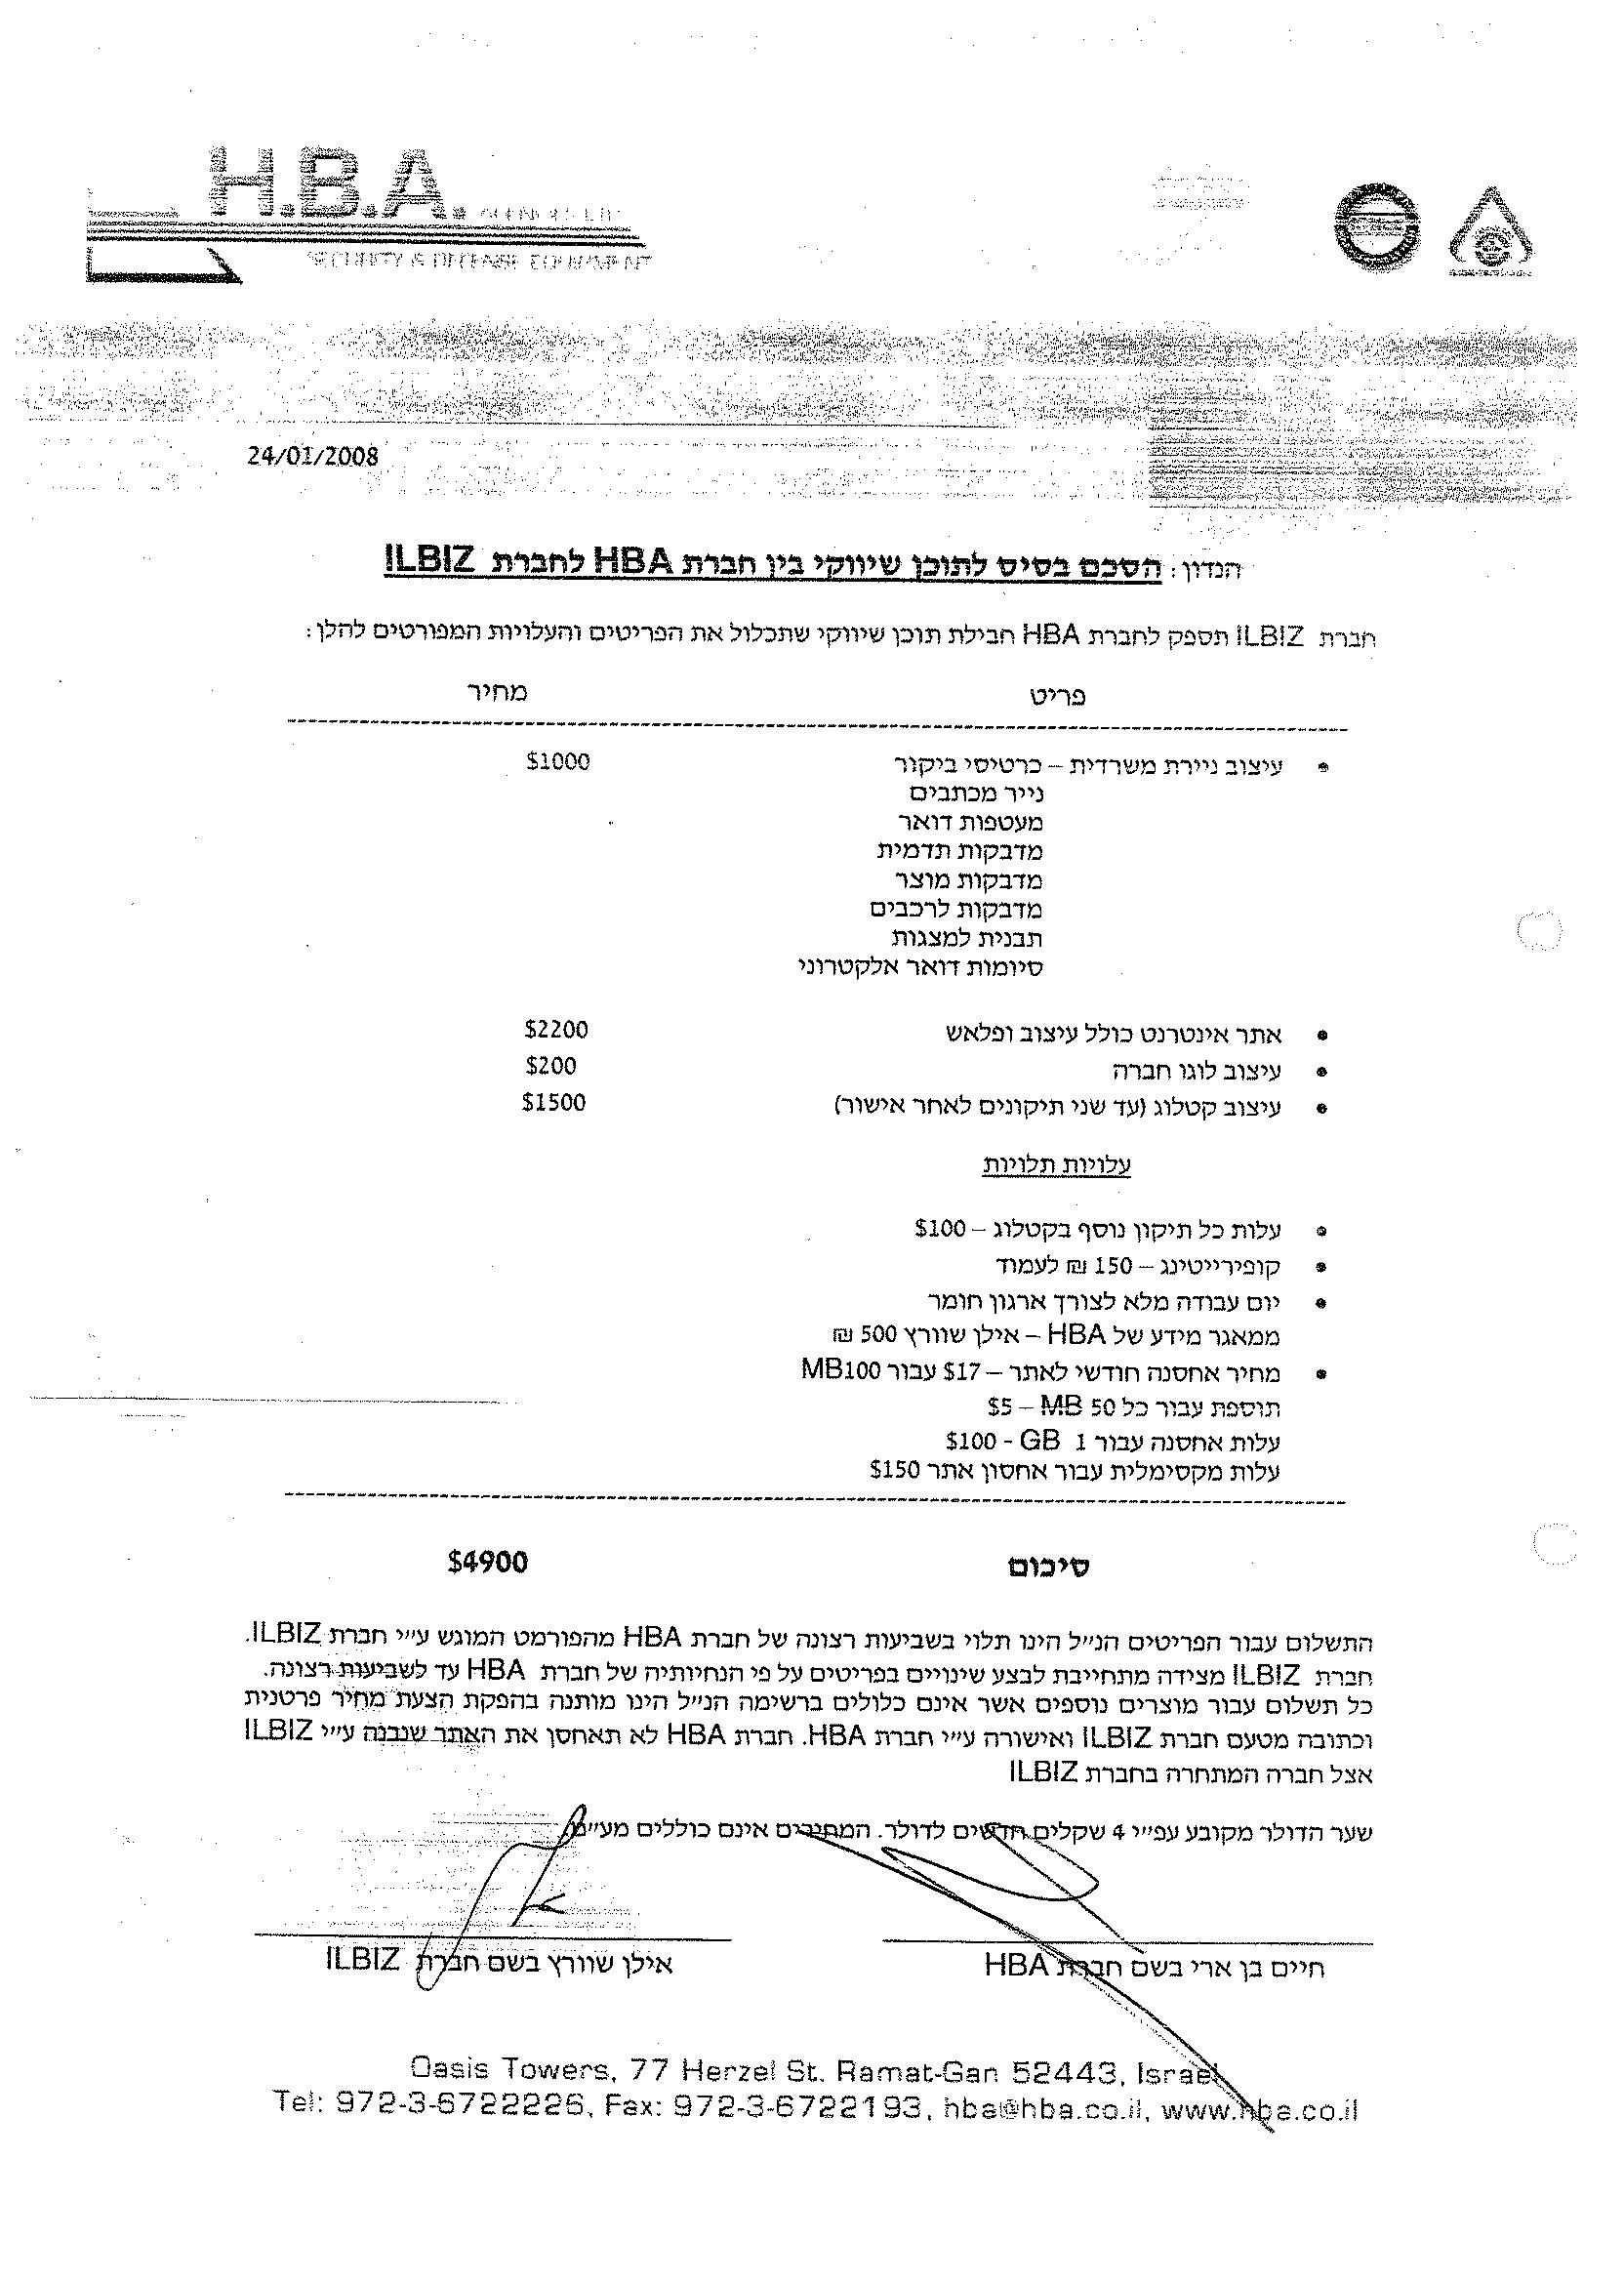 H.B.A. AGENCIES LTD
SECURITY & DEFENSE EQUIPMENT
24/01/2008
הנדון: הסכם בסיס לתוכן שיווקי בין חברת HBA לחברת ILBIZ
חברת ILBIZ תספק לחברת HBA חבילת תוכן שיווקי שתכלול את הפריטים והעלויות המפורטים להלן:
פריט מחיר
• עיצוב ניירת משרדית – כרטיסי ביקור $1000
נייר מכתבים
מעטפות דואר
מדבקות תדמית
מדבקות מוצר
מדבקות לרכבים
תבנית למצגות
סיומות דואר אלקטרוני
• אתר אינטרנט כולל עיצוב ופלאש $2200
• עיצוב לוגו חברה $200
• עיצוב קטלוג (עד שני תיקונים לאחר אישור) $1500
עלויות תלויות
• עלות כל תיקון נוסף בקטלוג – $100
• קופירייטינג – 150 ₪ לעמוד
• יום עבודה מלא לצורך ארגון חומר
ממאגר מידע של HBA – אילן שוורץ 500 ₪
• מחיר אחסנה חודשי לאתר – $17 עבור MB100
תוספת עבור כל 50 MB – $5
עלות אחסנה עבור 1 GB - $100
עלות מקסימלית עבור אחסון אתר $150
סיכום $4900
התשלום עבור הפריטים הנ״ל הינו תלוי בשביעות רצונה של חברת HBA מהפורמט המוגש ע״י חברת ILBIZ.
חברת ILBIZ מצידה מתחייבת לבצע שינויים בפריטים על פי הנחיותיה של חברת HBA עד לשביעות רצונה.
כל תשלום עבור מוצרים נוספים אשר אינם כלולים ברשימה הנ״ל הינו מותנה בהפקת הצעת מחיר פרטנית
וכתובה מטעם חברת ILBIZ ואישורה ע״י חברת HBA. חברת HBA לא תאחסן את האתר שנבנה ע״י ILBIZ
אצל חברה המתחרה בחברת ILBIZ
שער הדולר מקובע עפ״י 4 שקלים חדשים לדולר. המחירים אינם כוללים מע״מ
חיים בן ארי בשם חברת HBA אילן שוורץ בשם חברת ILBIZ
Oasis Towers, 77 Herzel St. Ramat-Gan 52443, Israel
Tel: 972-3-6722226, Fax: 972-3-6722193, hba@hba.co.il, www.hba.co.il